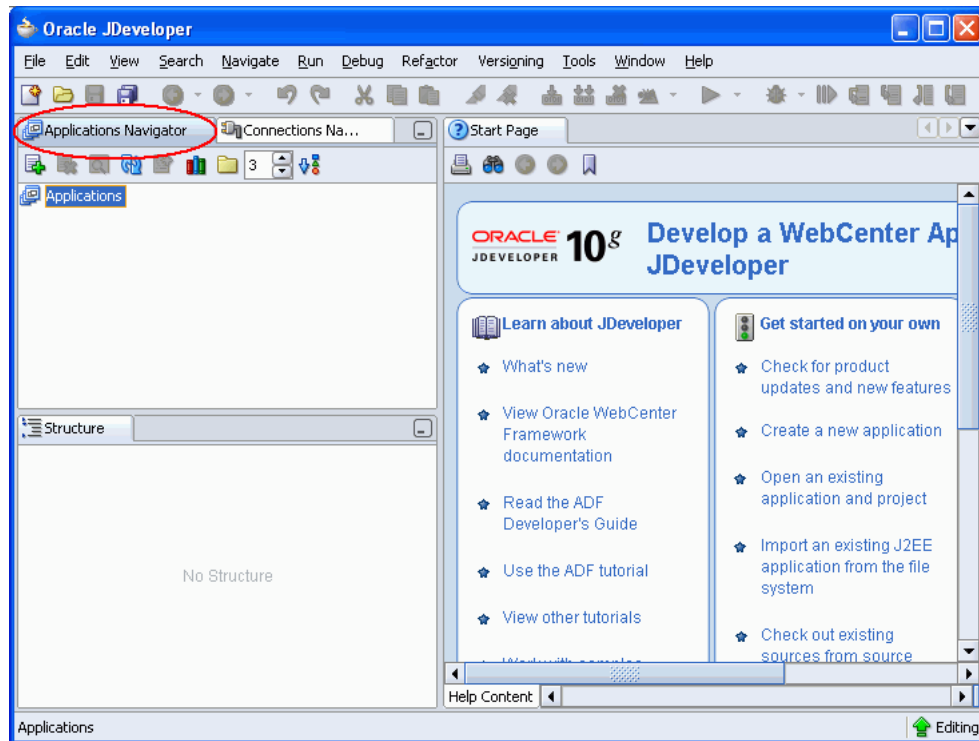 Oracle JDeveloper
File Edit View Search Navigate Run Debug Refactor Versioning Tools Window Help
Applications Navigator
Connections Na...
Start Page
3
Applications
ORACLE
JDEVELOPER
10g
Develop a WebCenter Ap
JDeveloper
Learn about JDeveloper
What's new
View Oracle WebCenter
Framework
documentation
Read the ADF
Developer's Guide
Use the ADF tutorial
View other tutorials
Work with samples
Get started on your own
Check for product
updates and new features
Create a new application
Open an existing
application and project
Import an existing J2EE
application from the file
system
Check out existing
sources from source
Structure
No Structure
Help Content
Applications
Editing